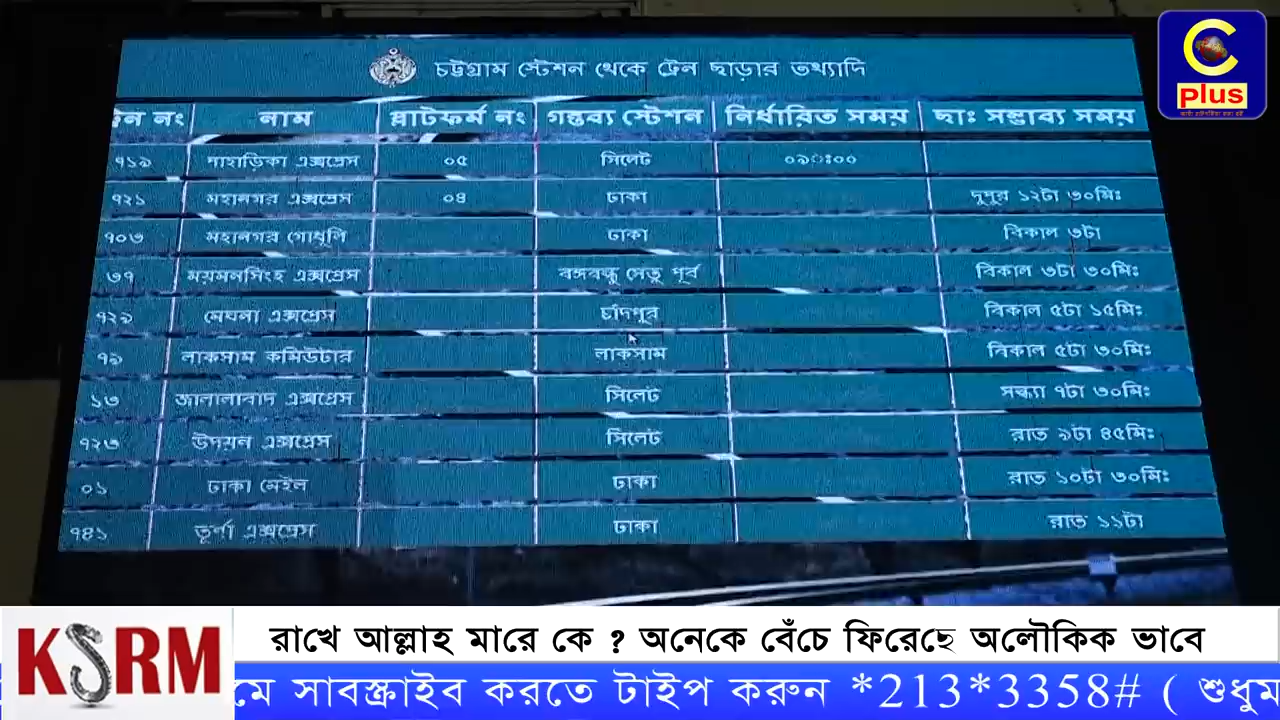 C
plus
চট্টগ্রাম স্টেশন থেকে ট্রেন ছাড়ার তথ্যাদি
নং নাম প্লাটফর্ম নং গন্তব্য স্টেশন নির্ধারিত সময় ছাঃ সম্ভাব্য সময়
৭১৯ পাহাড়িকা এক্সপ্রেস ০৫ সিলেট ০৯ঃ০০
৭২১ মহানগর এক্সপ্রেস ০৪ ঢাকা দুপুর ১২টা ৩০মিঃ
৭০৩ মহানগর গোধুলি ঢাকা বিকাল ৩টা
৩৭ ময়মনসিংহ এক্সপ্রেস বঙ্গবন্ধু সেতু পূর্ব বিকাল ৩টা ৩০মিঃ
৭২৯ মেঘনা এক্সপ্রেস চাঁদপুর বিকাল ৫টা ১৫মিঃ
৭৯ লাকসাম কমিউটার লাকসাম বিকাল ৫টা ৩০মিঃ
১৩ জালালাবাদ এক্সপ্রেস সিলেট সন্ধ্যা ৭টা ৩০মিঃ
৭২৩ উদয়ন এক্সপ্রেস সিলেট রাত ৯টা ৪৫মিঃ
০১ ঢাকা মেইল ঢাকা রাত ১০টা ৩০মিঃ
৭৪১ তূর্ণা এক্সপ্রেস ঢাকা রাত ১১টা
KSRM
রাখে আল্লাহ মারে কে ? অনেকে বেঁচে ফিরেছে অলৌকিক ভাবে
মে সাবস্ক্রাইব করতে টাইপ করুন *213*3358# ( শুধুম